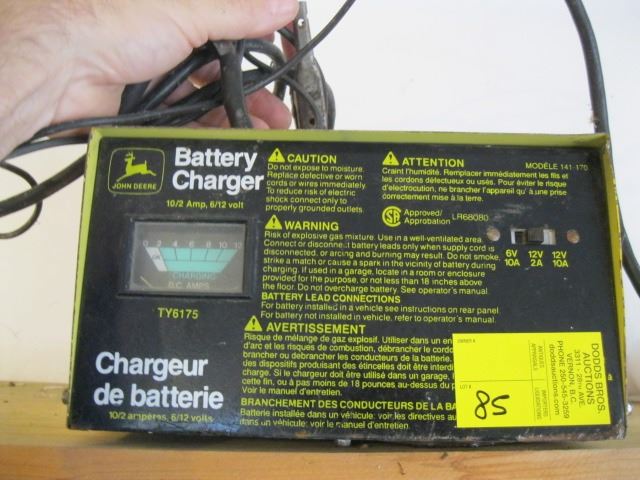 JOHN DEERE
Battery
Charger
10/2 Amp, 6/12 volt
0 2 4 6 8 10 12
CHARGING
D.C. AMPS
TY6175
Chargeur
de batterie
10/2 ampères, 6/12 volts
CAUTION
Do not expose to moisture.
Replace defective or worn
cords or wires immediately.
To reduce risk of electric
shock connect only to
properly grounded outlets.
ATTENTION
MODÈLE 141-170
Craint l'humidité. Remplacer immédiatement les fils et
les cordons défectueux ou usés. Pour éviter le risque
d'electrocution, ne brancher l'appareil qu' à une prise
correctement mise à la terre.
Approved/
Approbation LR68080
WARNING
Risk of explosive gas mixture. Use in a well-ventilated area.
Connect or disconnect battery leads only when supply cord is
disconnected, or arcing and burning may result. Do not smoke,
strike a match or cause a spark in the vicinity of battery during
charging. If used in a garage, locate in a room or enclosure
provided for the purpose, or not less than 18 inches above
the floor. Do not overcharge battery. See operator's manual.
6V 12V 12V
10A 2A 10A
BATTERY LEAD CONNECTIONS
For battery installed in a vehicle see instructions on rear panel.
For battery not installed in vehicle, refer to operator's manual.
AVERTISSEMENT
Risque de mélange de gaz explosif. Utiliser dans un en
d'arc et les risques de combustion, débrancher le cordo
brancher ou débrancher les conducteurs de la batterie.
dispositifs produisant des étincelles doit être interdi
charge. Si le chargeur doit être utilisé dans un garage,
cette fin, ou à pas moins de 18 pouces au-dessus du p
Voir le manuel d'entretien.
BRANCHEMENT DES CONDUCTEURS DE LA BA
Batterie installée dans un véhicule: voir les directives au
dans un véhicule: voir le manuel d'entretien.
DODDS BROS.
AUCTIONS
3311 - 28th AVE.
VERNON, B.C.
PHONE 250-545-3259
doddsauctions.com
LOT #
85